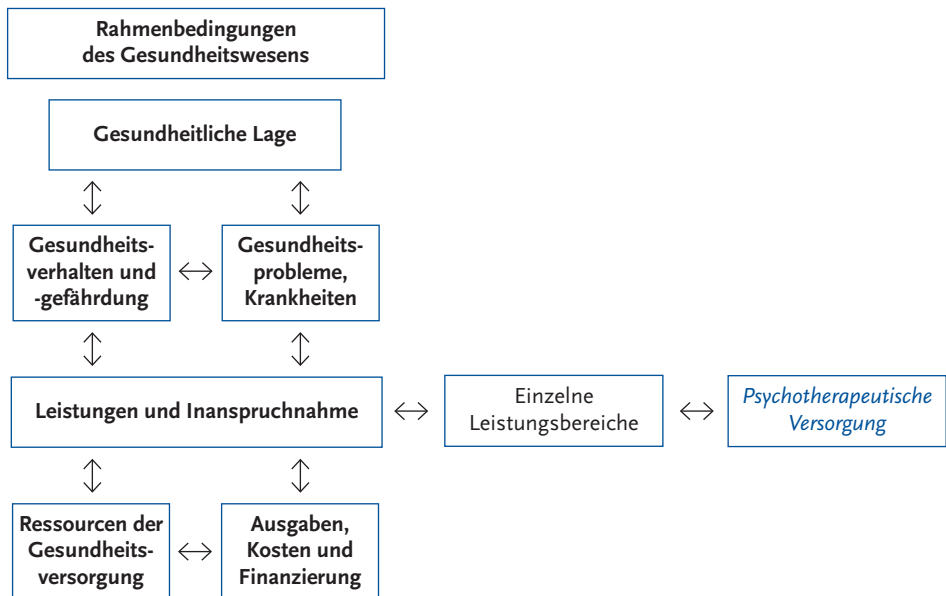 Rahmenbedingungen
des Gesundheitswesens
Gesundheitliche Lage
Gesundheits-
verhalten und
-gefährdung
Gesundheits-
probleme,
Krankheiten
Leistungen und Inanspruchnahme
Einzelne
Leistungsbereiche
Psychotherapeutische
Versorgung
Ressourcen der
Gesundheits-
versorgung
Ausgaben,
Kosten und
Finanzierung